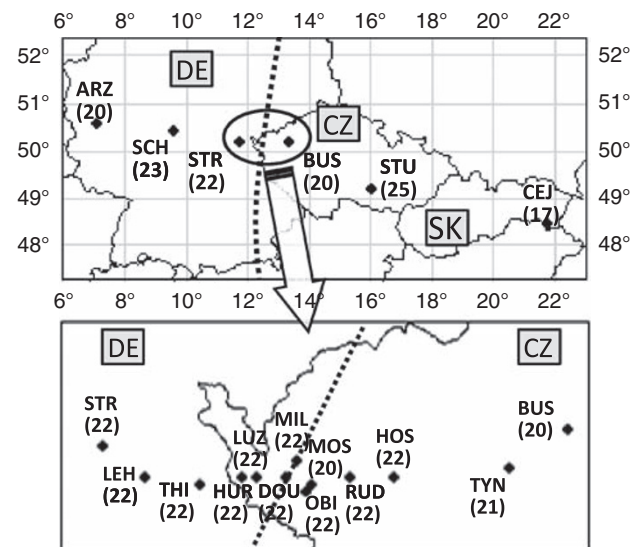 6° 8° 10° 12° 14° 16° 18° 20° 22°
52° 52°
DE
ARZ
(20)
51° 51°
CZ
SCH
(23)
STR
(22)
BUS
(20)
STU
(25)
50° 50°
CEJ
(17)
49° 49°
SK
48° 48°
6° 8° 10° 12° 14° 16° 18° 20° 22°
DE CZ
STR
(22)
BUS
(20)
MIL
(22)
LUZ
(22)
MOS
(20)
HOS
(22)
LEH
(22)
THI
(22)
HUR
(22)
DOU
(22)
OBI
(22)
RUD
(22)
TYN
(21)